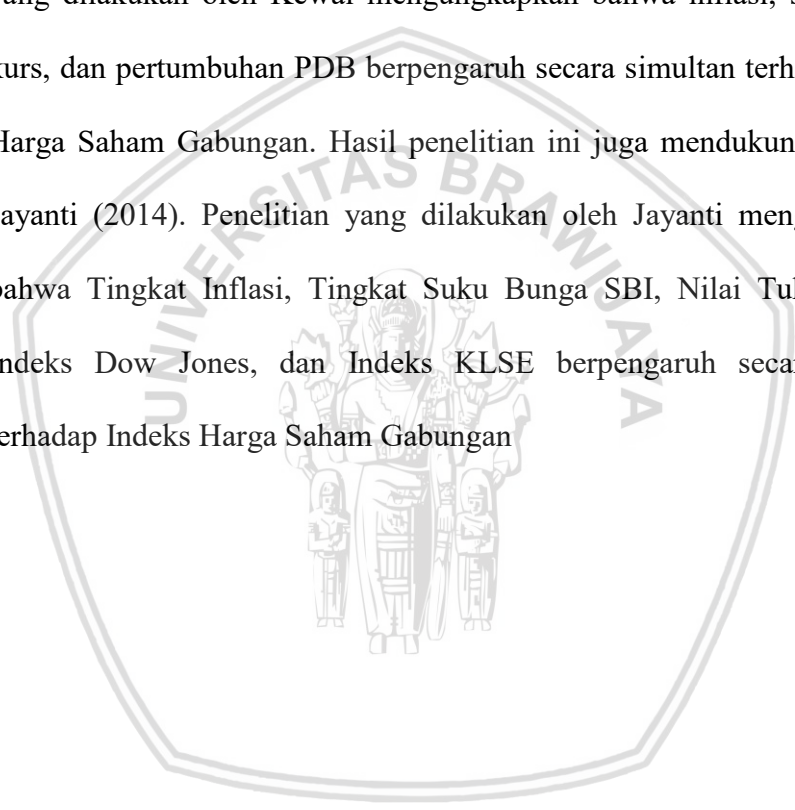 ang dilakukan oleh Kewal mengungkapkan bahwa inflasi, s
kurs, dan pertumbuhan PDB berpengaruh secara simultan terh
Harga Saham Gabungan. Hasil penelitian ini juga mendukun
ayanti (2014). Penelitian yang dilakukan oleh Jayanti men
bahwa Tingkat Inflasi, Tingkat Suku Bunga SBI, Nilai Tu
ndeks Dow Jones, dan Indeks KLSE berpengaruh seca
erhadap Indeks Harga Saham Gabungan
UNIVERSITAS BRAWIJAYA